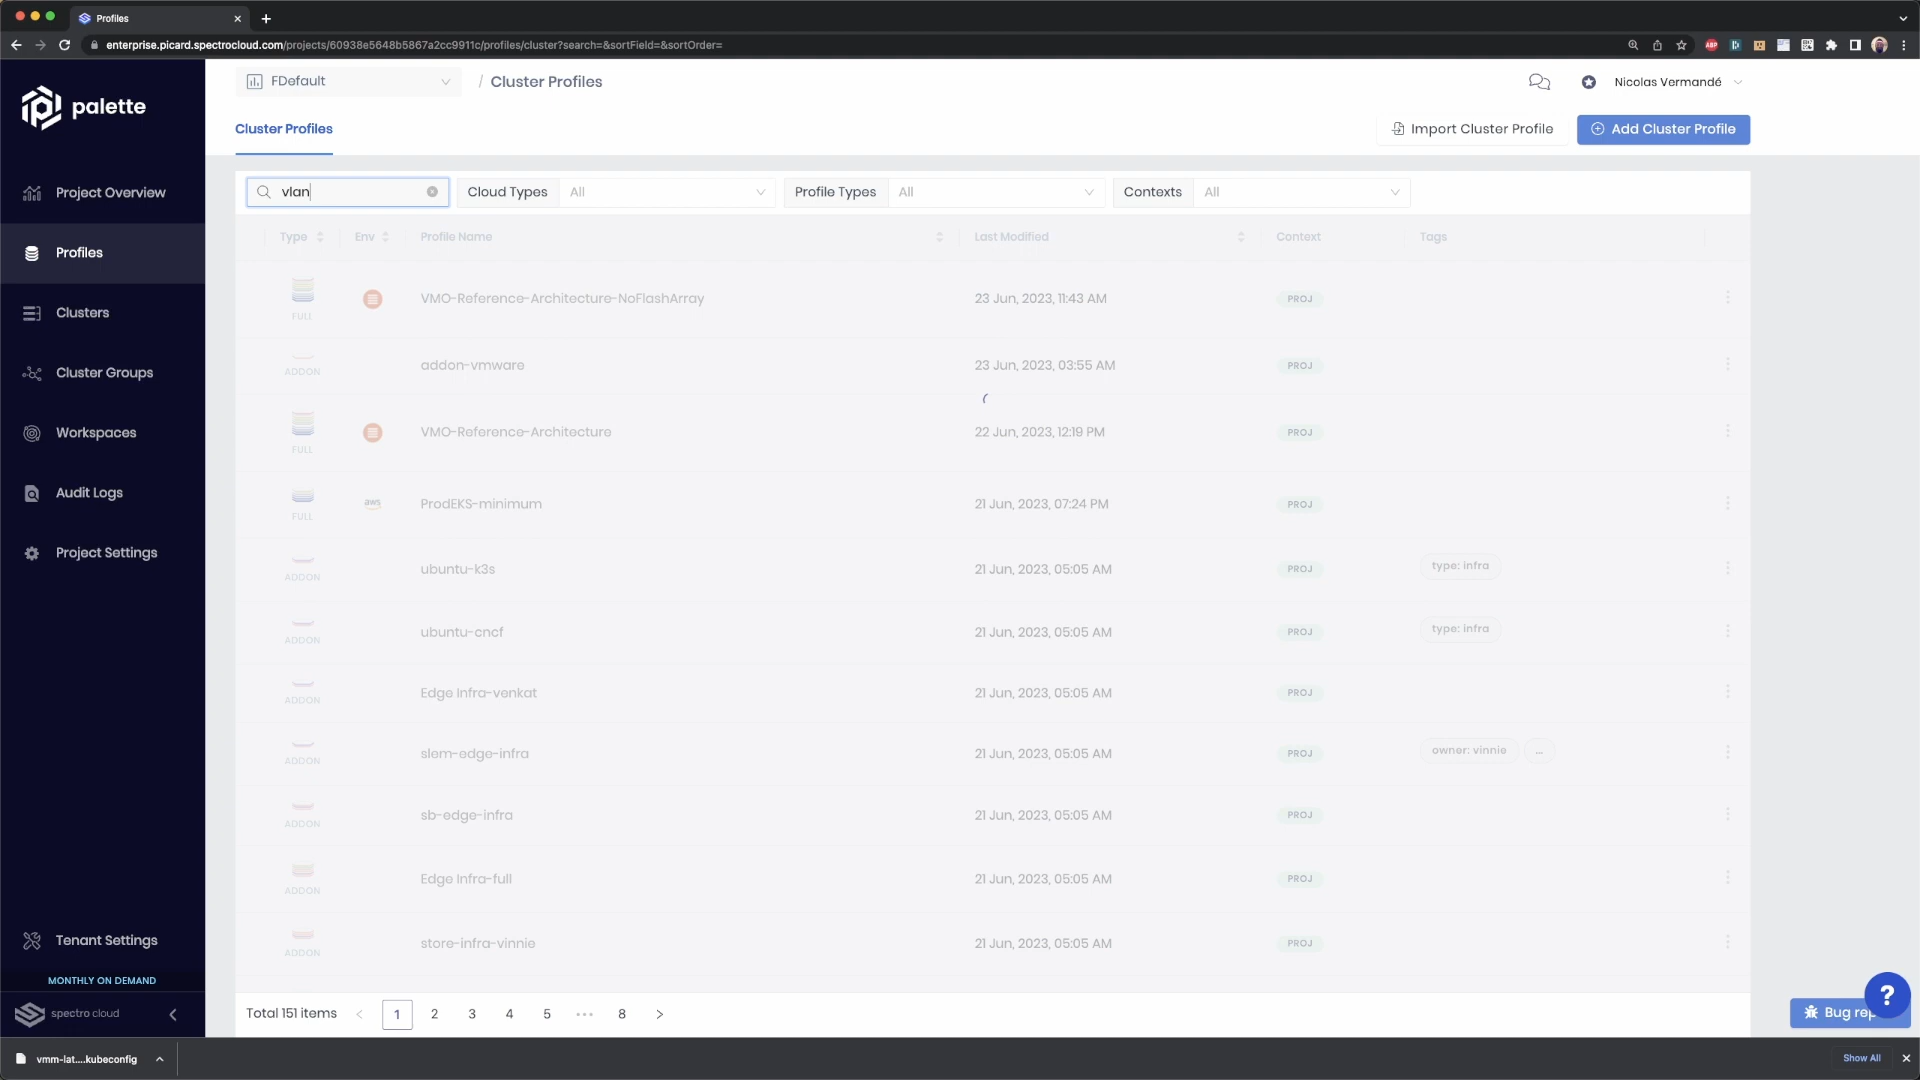 Profiles
enterprise.picard.spectrocloud.com/projects/60938e5648b5867a2cc9911c/profiles/cluster?search=&sortField=&sortOrder=
ABP
palette
FDefault
/ Cluster Profiles
Nicolas Vermandé
Cluster Profiles
Import Cluster Profile
Add Cluster Profile
Project Overview
Profiles
Clusters
Cluster Groups
Workspaces
Audit Logs
Project Settings
Tenant Settings
MONTHLY ON DEMAND
spectro cloud
vlan
Cloud Types All
Profile Types All
Contexts All
Type Env Profile Name Last Modified Context Tags
FULL VMO-Reference-Architecture-NoFlashArray 23 Jun, 2023, 11:43 AM PROJ
ADDON addon-vmware 23 Jun, 2023, 03:55 AM PROJ
FULL VMO-Reference-Architecture 22 Jun, 2023, 12:19 PM PROJ
FULL aws ProdEKS-minimum 21 Jun, 2023, 07:24 PM PROJ
ADDON ubuntu-k3s 21 Jun, 2023, 05:05 AM PROJ type: infra
ADDON ubuntu-cncf 21 Jun, 2023, 05:05 AM PROJ type: infra
ADDON Edge Infra-venkat 21 Jun, 2023, 05:05 AM PROJ
ADDON slem-edge-infra 21 Jun, 2023, 05:05 AM PROJ owner: vinnie ...
ADDON sb-edge-infra 21 Jun, 2023, 05:05 AM PROJ
ADDON Edge Infra-full 21 Jun, 2023, 05:05 AM PROJ
ADDON store-infra-vinnie 21 Jun, 2023, 05:05 AM PROJ
Total 151 items < 1 2 3 4 5 ••• 8 >
?
Bug rep
vmm-lat....kubeconfig
Show All